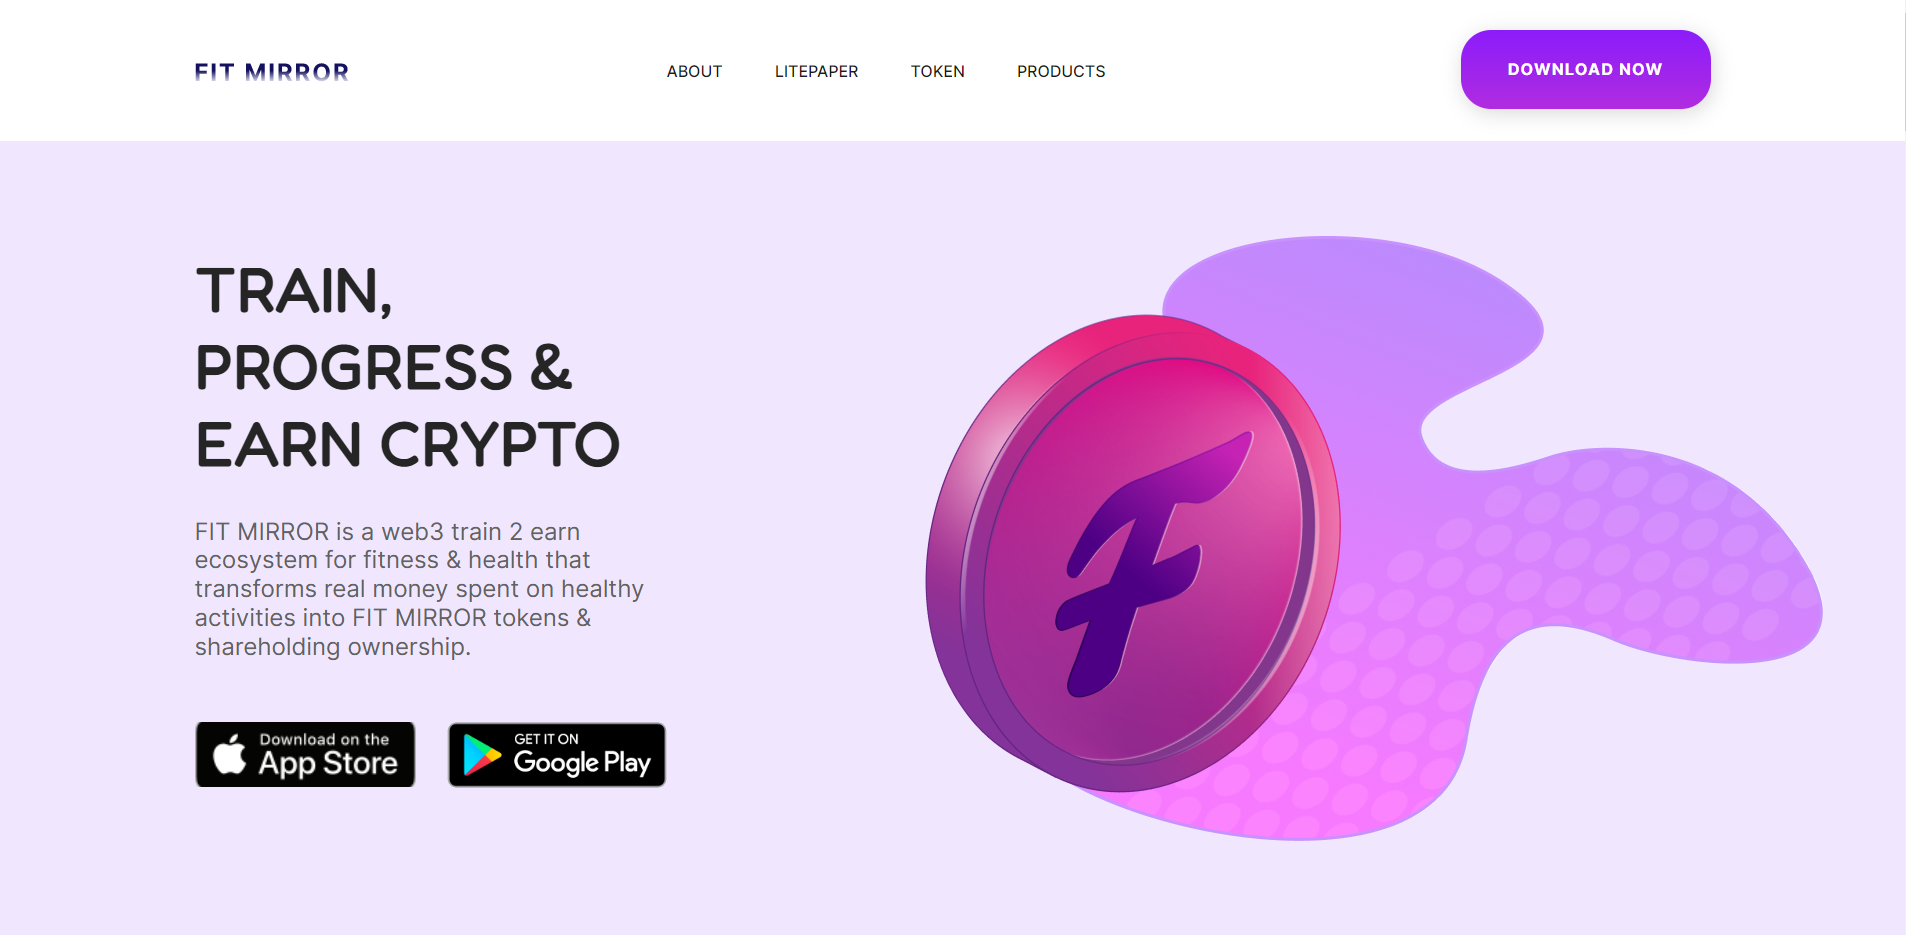 FIT MIRROR
ABOUT
LITEPAPER
TOKEN
PRODUCTS
DOWNLOAD NOW
TRAIN,
PROGRESS &
EARN CRYPTO
FIT MIRROR is a web3 train 2 earn
ecosystem for fitness & health that
transforms real money spent on healthy
activities into FIT MIRROR tokens &
shareholding ownership.
Download on the
App Store
GET IT ON
Google Play
F